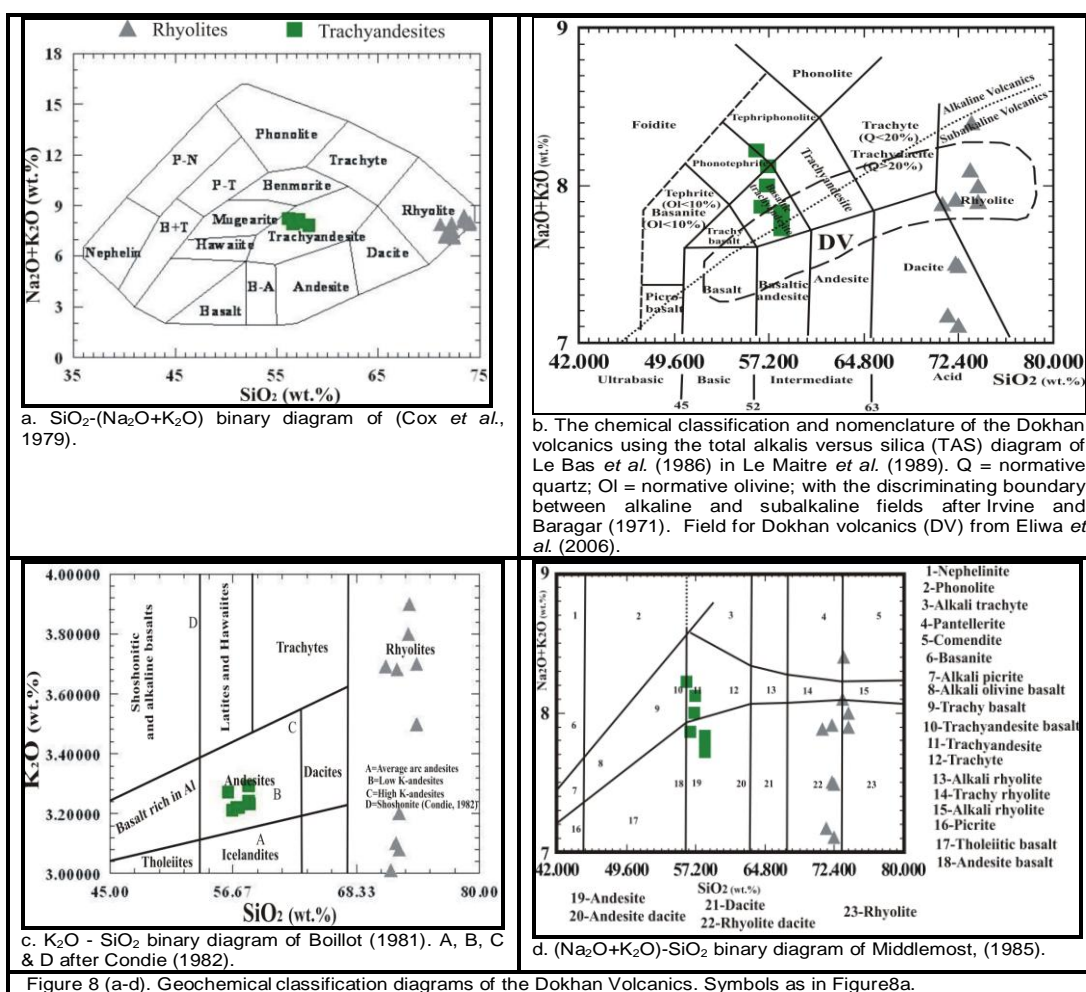 Rhyolites Trachyandesites
18
15
12
9
6
3
0
Na2O+K2O (wt.%)
Phonolite
Trachyte
P-N
P-T
Benmorite
Rhyolite
Mugearite
B+T
Trachyandesite
Hawaiite
Dacite
Nephelin
B-A
Andesite
Basalt
35 45 55 65 75
SiO2 (wt.%)
a. SiO2-(Na2O+K2O) binary diagram of (Cox et al., 1979).
9
8
7
Na2O+K2O (wt.%)
Phonolite
Alkaline Volcanics
Subalkaline Volcanics
Foidite
Tephriphonolite
Trachyte
(Q<20%)
Trachydacite
(Q>20%)
Phonotephrite
Trachyandesite
Basaltic
trachyandesite
Tephrite
(Ol<10%)
Basanite
(Ol<10%)
Rhyolite
Trachy
basalt
DV
Dacite
Picro-
basalt
Basalt
Basaltic
andesite
Andesite
42.000 49.600 57.200 64.800 72.400 80.000
Ultrabasic Basic Intermediate Acid SiO2 (wt.%)
45 52 63
b. The chemical classification and nomenclature of the Dokhan
volcanics using the total alkalis versus silica (TAS) diagram of
Le Bas et al. (1986) in Le Maitre et al. (1989). Q = normative
quartz; Ol = normative olivine; with the discriminating boundary
between alkaline and subalkaline fields after Irvine and
Baragar (1971). Field for Dokhan volcanics (DV) from Eliwa et
al. (2006).
4.00000
3.80000
3.60000
3.40000
3.20000
3.00000
K2O (wt.%)
Shoshonitic
and alkaline basalts
D
Latites and Hawaiites
Trachytes
Rhyolites
C
Basalt rich in Al
Andesites
B
Dacites
A=Average arc andesites
B=Low K-andesites
C=High K-andesites
D=Shoshonite (Condie, 1982)
A
Tholeiites
Icelandites
45.00 56.67 68.33 80.00
SiO2 (wt.%)
c. K2O - SiO2 binary diagram of Boillot (1981). A, B, C
& D after Condie (1982).
9
8
7
Na2O+K2O (wt.%)
1 2 3 4 5
10 11 12 13 14 15
9
6
8
7
18 19 20 21 22 23
17
16
42.000 49.600 57.200 64.800 72.400 80.000
SiO2 (wt.%)
1-Nephelinite
2-Phonolite
3-Alkali trachyte
4-Pantellerite
5-Comendite
6-Basanite
7-Alkali picrite
8-Alkali olivine basalt
9-Trachy basalt
10-Trachyandesite basalt
11-Trachyandesite
12-Trachyte
13-Alkali rhyolite
14-Trachy rhyolite
15-Alkali rhyolite
16-Picrite
17-Tholeiitic basalt
18-Andesite basalt
19-Andesite
20-Andesite dacite
21-Dacite
22-Rhyolite dacite
23-Rhyolite
d. (Na2O+K2O)-SiO2 binary diagram of Middlemost, (1985).
Figure 8 (a-d). Geochemical classification diagrams of the Dokhan Volcanics. Symbols as in Figure8a.